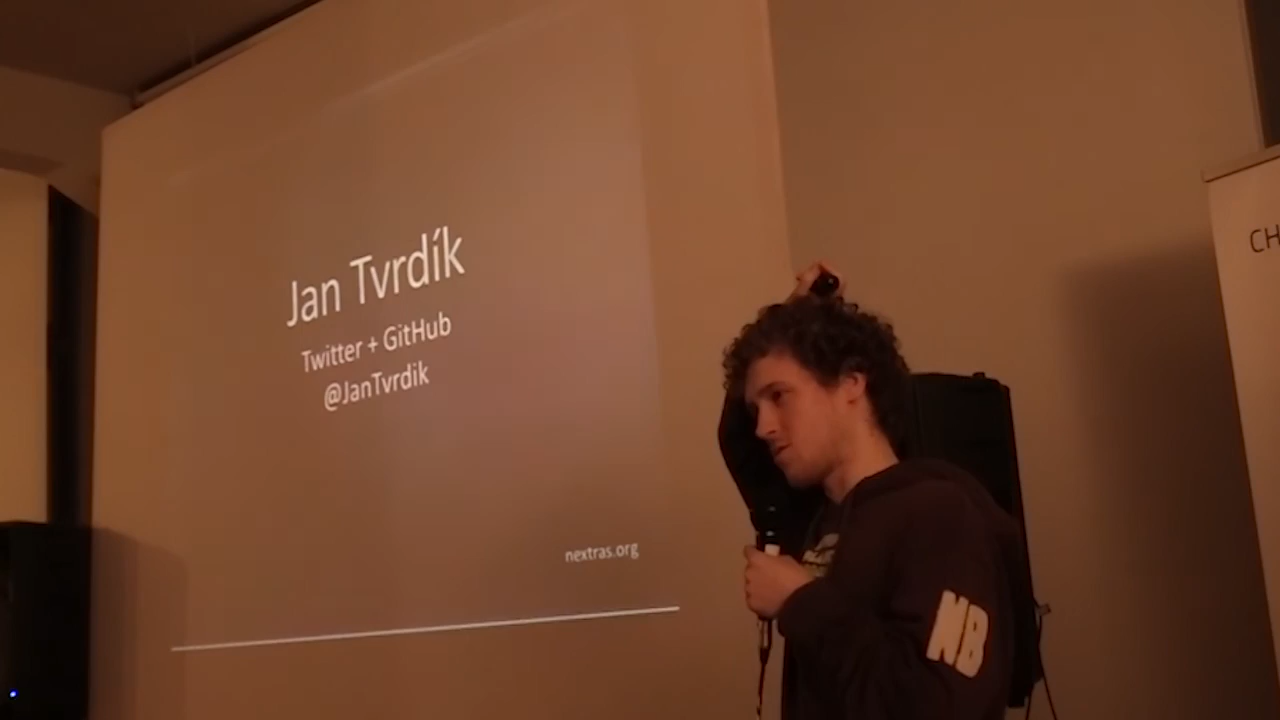 Jan Tvrdík
Twitter + GitHub
@JanTvrdik
nextras.org
NB
CH